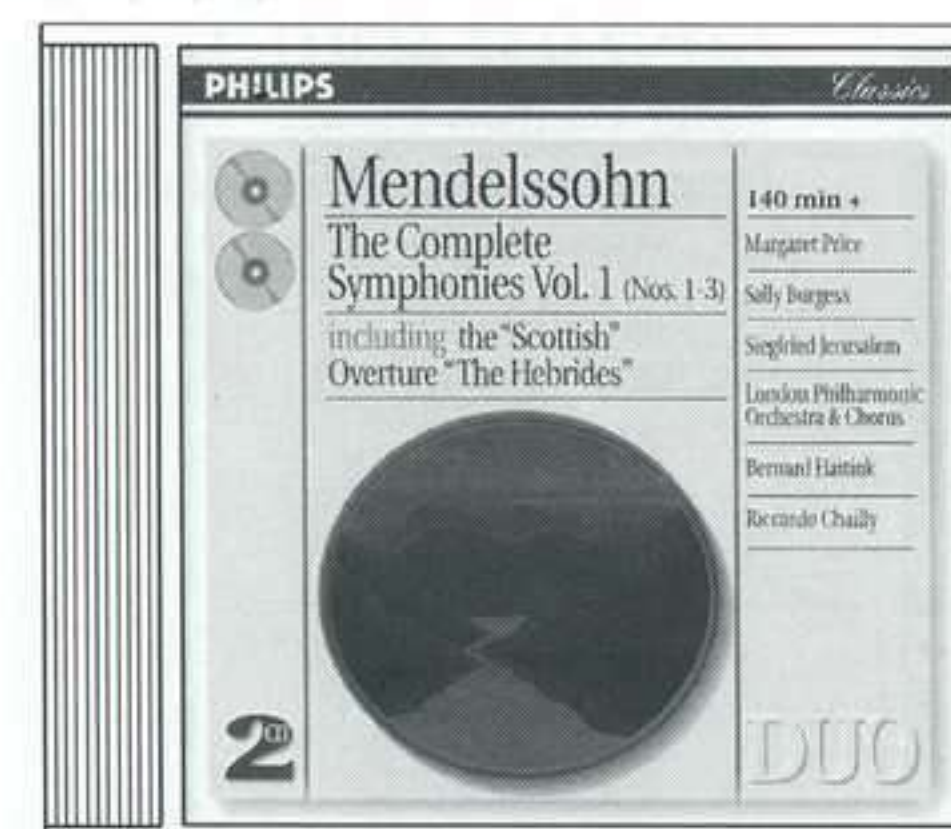 PHILIPS
Classics
Mendelssohn
The Complete
Symphonies Vol. 1 (Nos. 1-3)
including the "Scottish"
Overture "The Hebrides"
140 min +
Margaret Price
Sally Burgess
Siegfried Jerusalem
London Philharmonic
Orchestra & Chorus
Bernard Haitink
Riccardo Chailly
2 CD
DUO